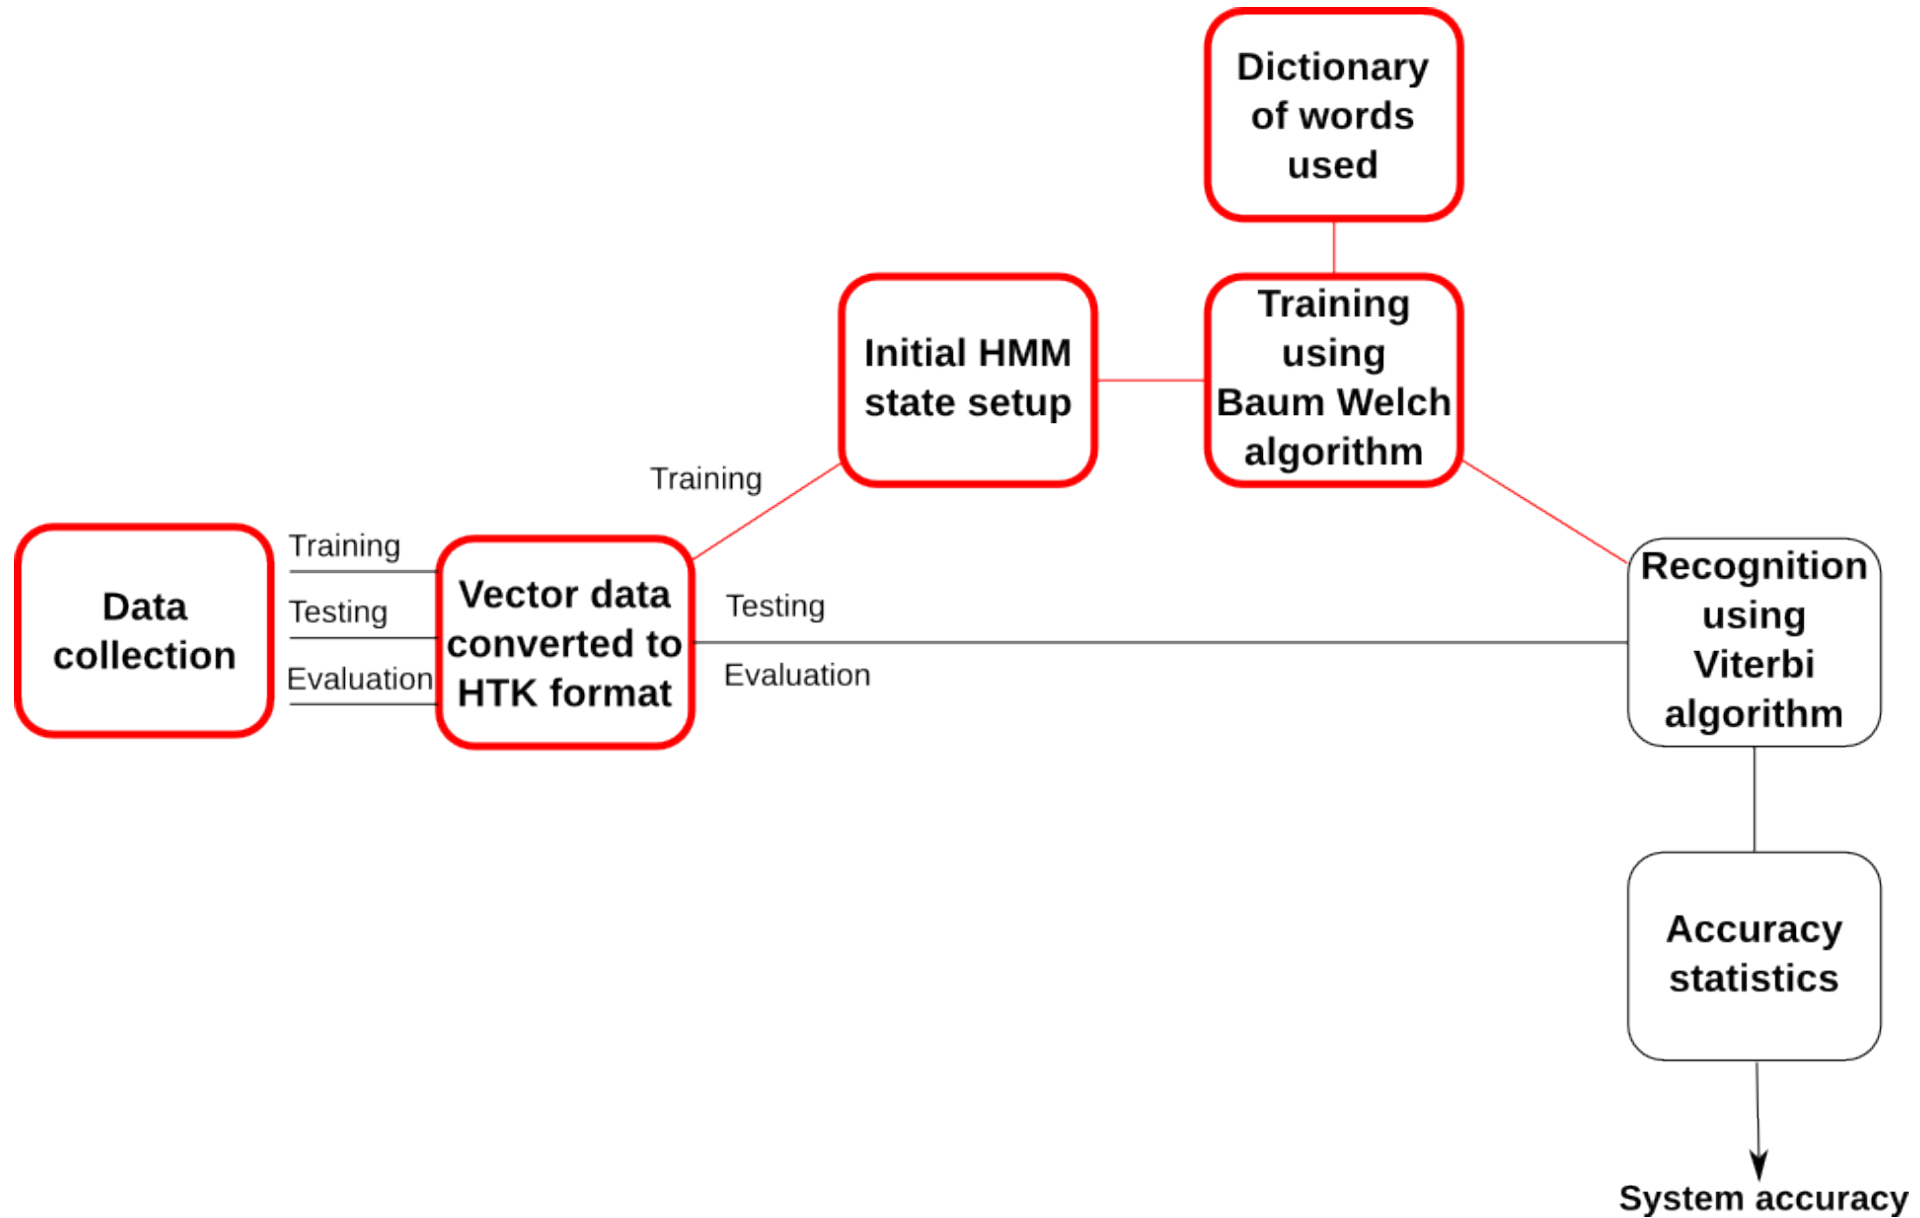 Dictionary
of words
used
Initial HMM
state setup
Training
using
Baum Welch
algorithm
Training
Data
collection
Training
Testing
Evaluation
Vector data
converted to
HTK format
Testing
Evaluation
Recognition
using
Viterbi
algorithm
Accuracy
statistics
System accuracy